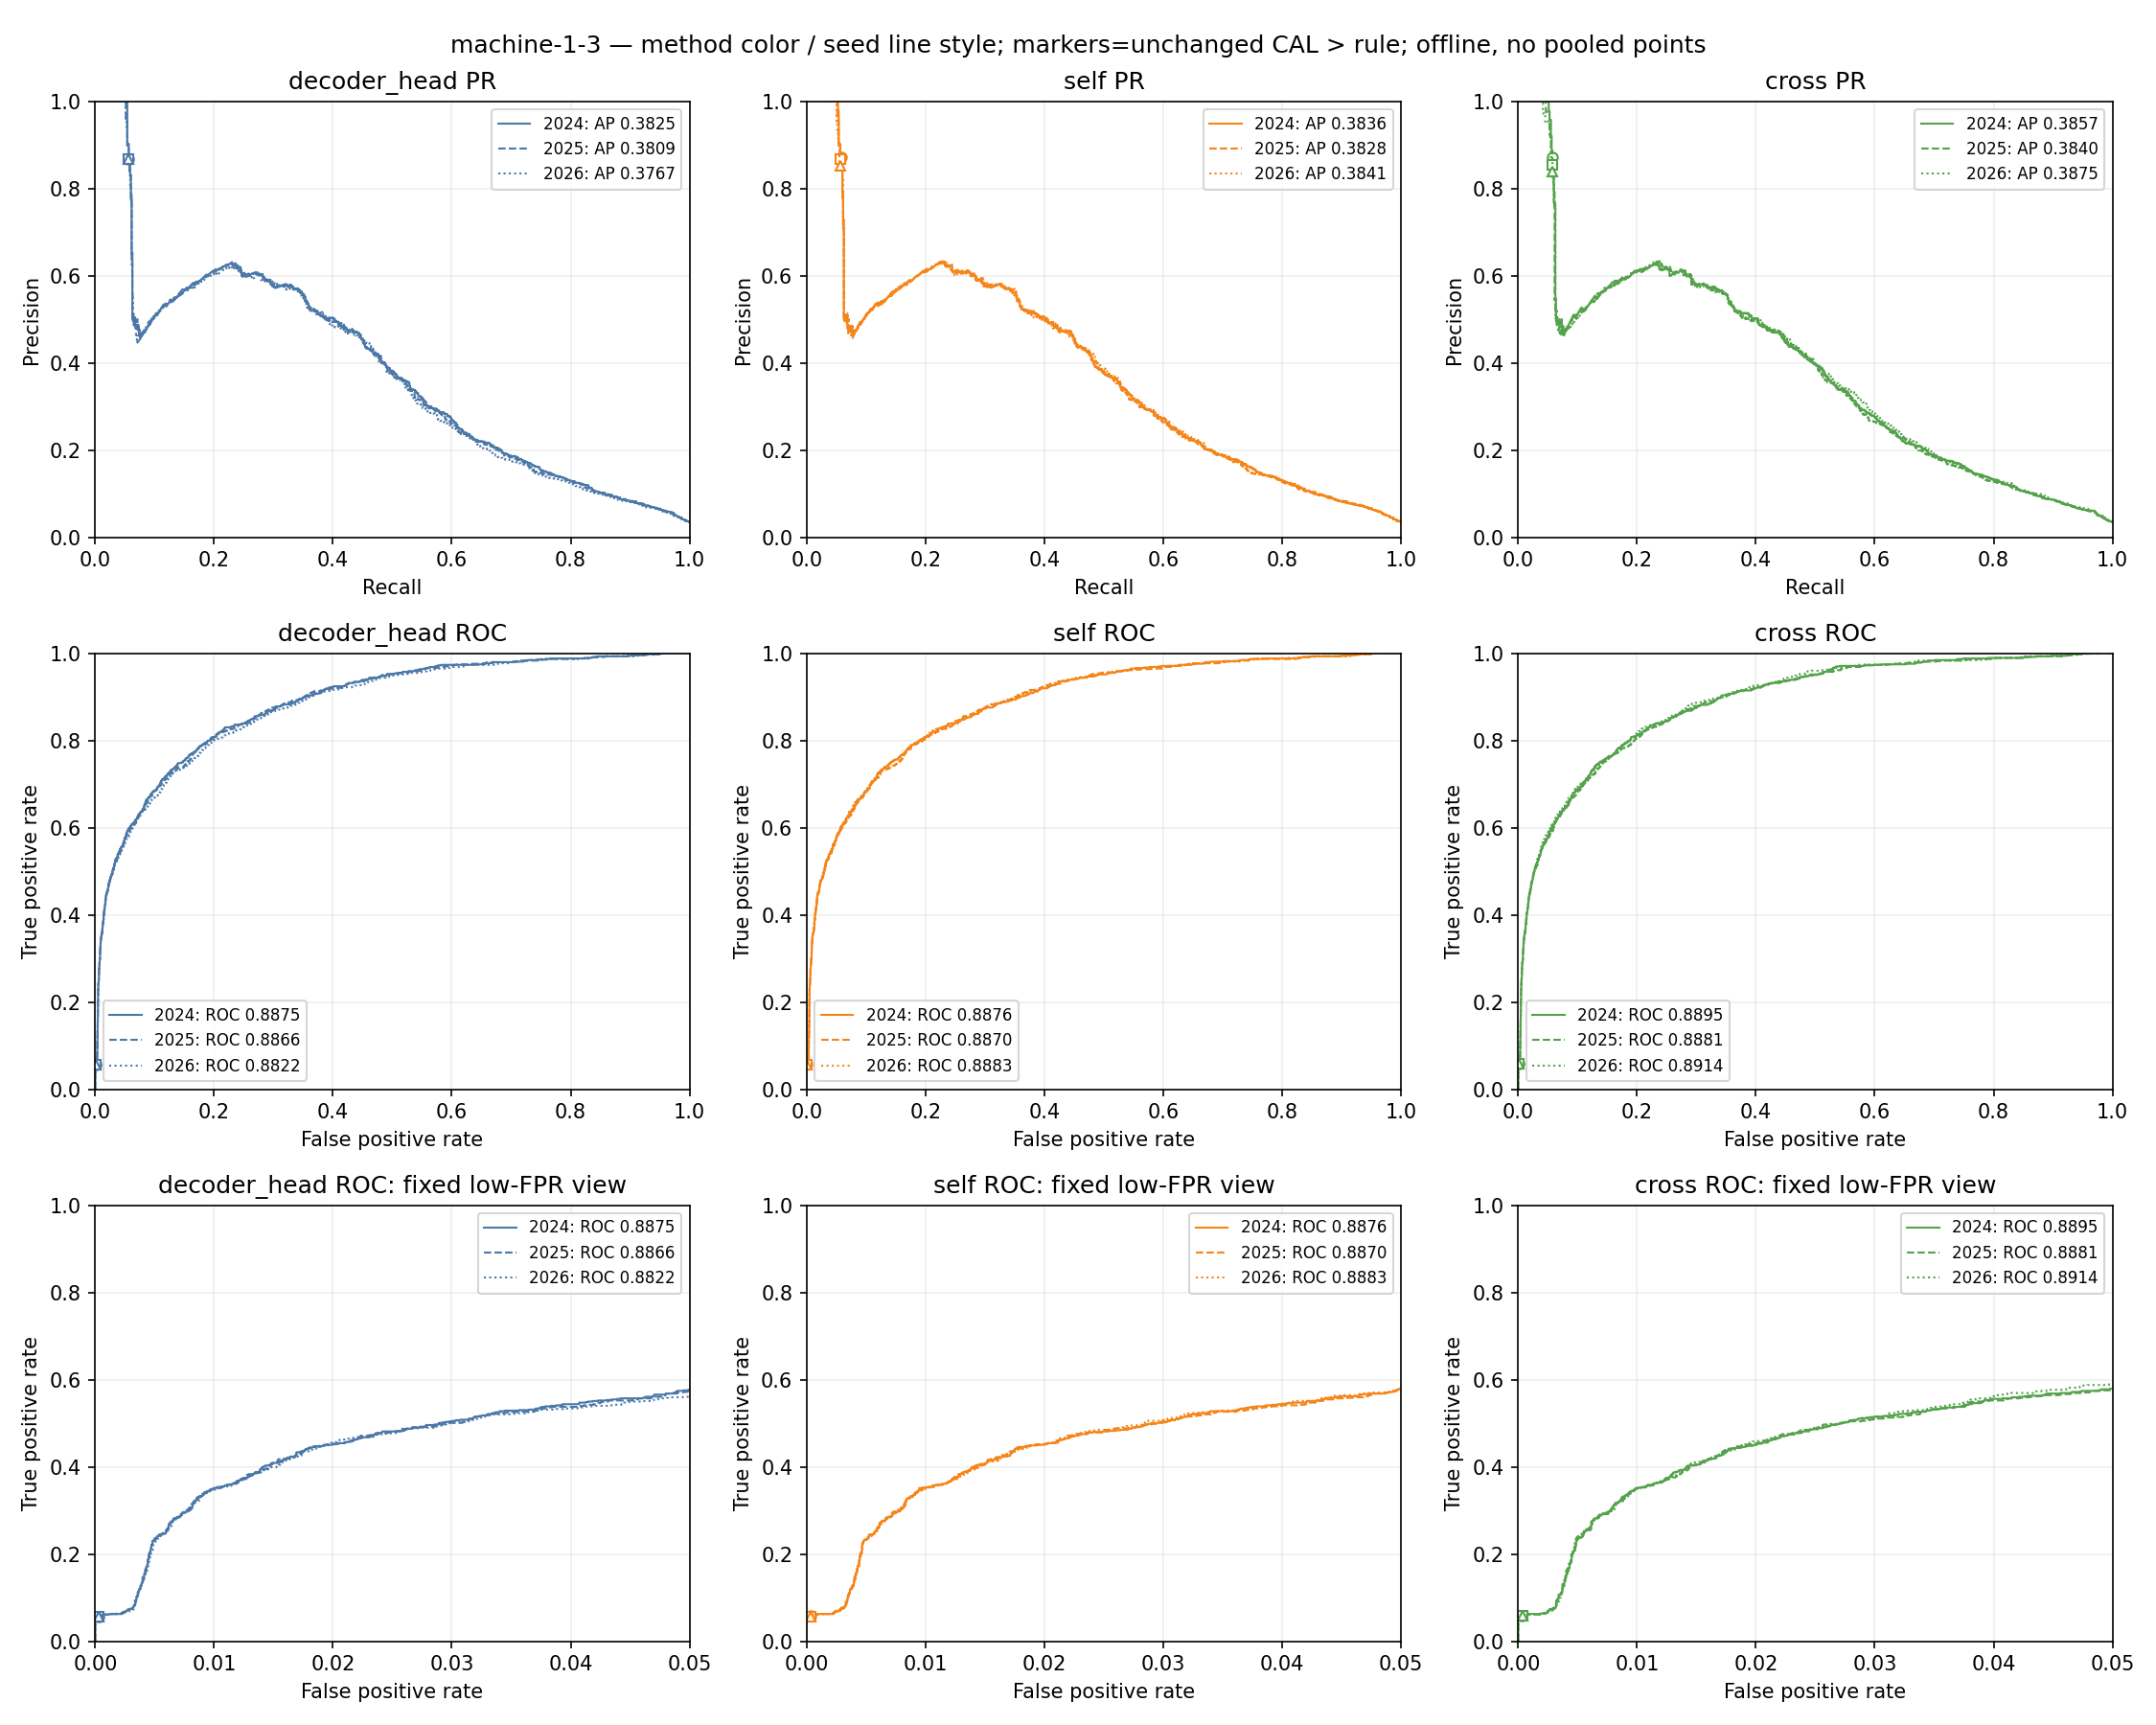 machine-1-3 — method color / seed line style; markers=unchanged CAL > rule; offline, no pooled points
decoder_head PR
1.0
0.8
0.6
0.4
0.2
0.0
Precision
2024: AP 0.3825
2025: AP 0.3809
2026: AP 0.3767
0.0 0.2 0.4 0.6 0.8 1.0
Recall
self PR
1.0
0.8
0.6
0.4
0.2
0.0
Precision
2024: AP 0.3836
2025: AP 0.3828
2026: AP 0.3841
0.0 0.2 0.4 0.6 0.8 1.0
Recall
cross PR
1.0
0.8
0.6
0.4
0.2
0.0
Precision
2024: AP 0.3857
2025: AP 0.3840
2026: AP 0.3875
0.0 0.2 0.4 0.6 0.8 1.0
Recall
decoder_head ROC
1.0
0.8
0.6
0.4
0.2
0.0
True positive rate
2024: ROC 0.8875
2025: ROC 0.8866
2026: ROC 0.8822
0.0 0.2 0.4 0.6 0.8 1.0
False positive rate
self ROC
1.0
0.8
0.6
0.4
0.2
0.0
True positive rate
2024: ROC 0.8876
2025: ROC 0.8870
2026: ROC 0.8883
0.0 0.2 0.4 0.6 0.8 1.0
False positive rate
cross ROC
1.0
0.8
0.6
0.4
0.2
0.0
True positive rate
2024: ROC 0.8895
2025: ROC 0.8881
2026: ROC 0.8914
0.0 0.2 0.4 0.6 0.8 1.0
False positive rate
decoder_head ROC: fixed low-FPR view
1.0
0.8
0.6
0.4
0.2
0.0
True positive rate
2024: ROC 0.8875
2025: ROC 0.8866
2026: ROC 0.8822
0.00 0.01 0.02 0.03 0.04 0.05
False positive rate
self ROC: fixed low-FPR view
1.0
0.8
0.6
0.4
0.2
0.0
True positive rate
2024: ROC 0.8876
2025: ROC 0.8870
2026: ROC 0.8883
0.00 0.01 0.02 0.03 0.04 0.05
False positive rate
cross ROC: fixed low-FPR view
1.0
0.8
0.6
0.4
0.2
0.0
True positive rate
2024: ROC 0.8895
2025: ROC 0.8881
2026: ROC 0.8914
0.00 0.01 0.02 0.03 0.04 0.05
False positive rate